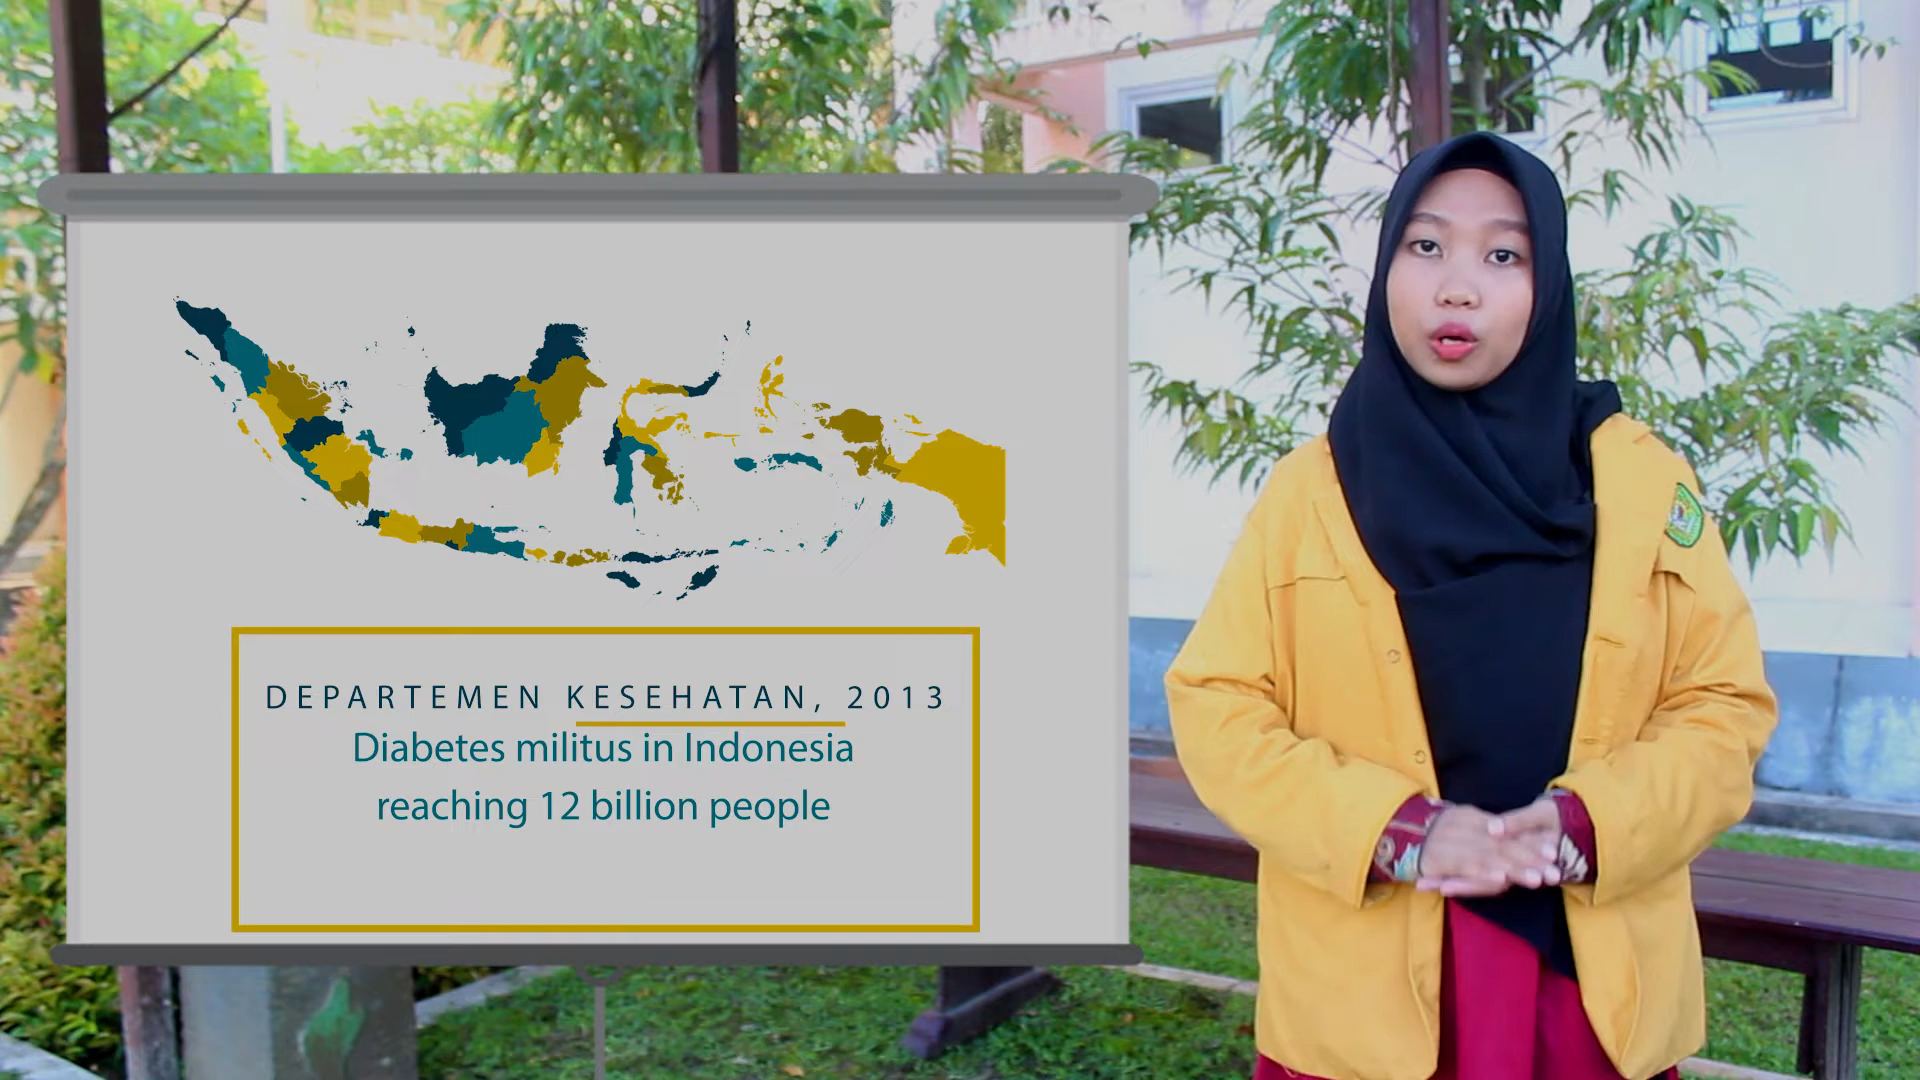 DEPARTEMEN KESEHATAN, 2013
Diabetes militus in Indonesia
reaching 12 billion people